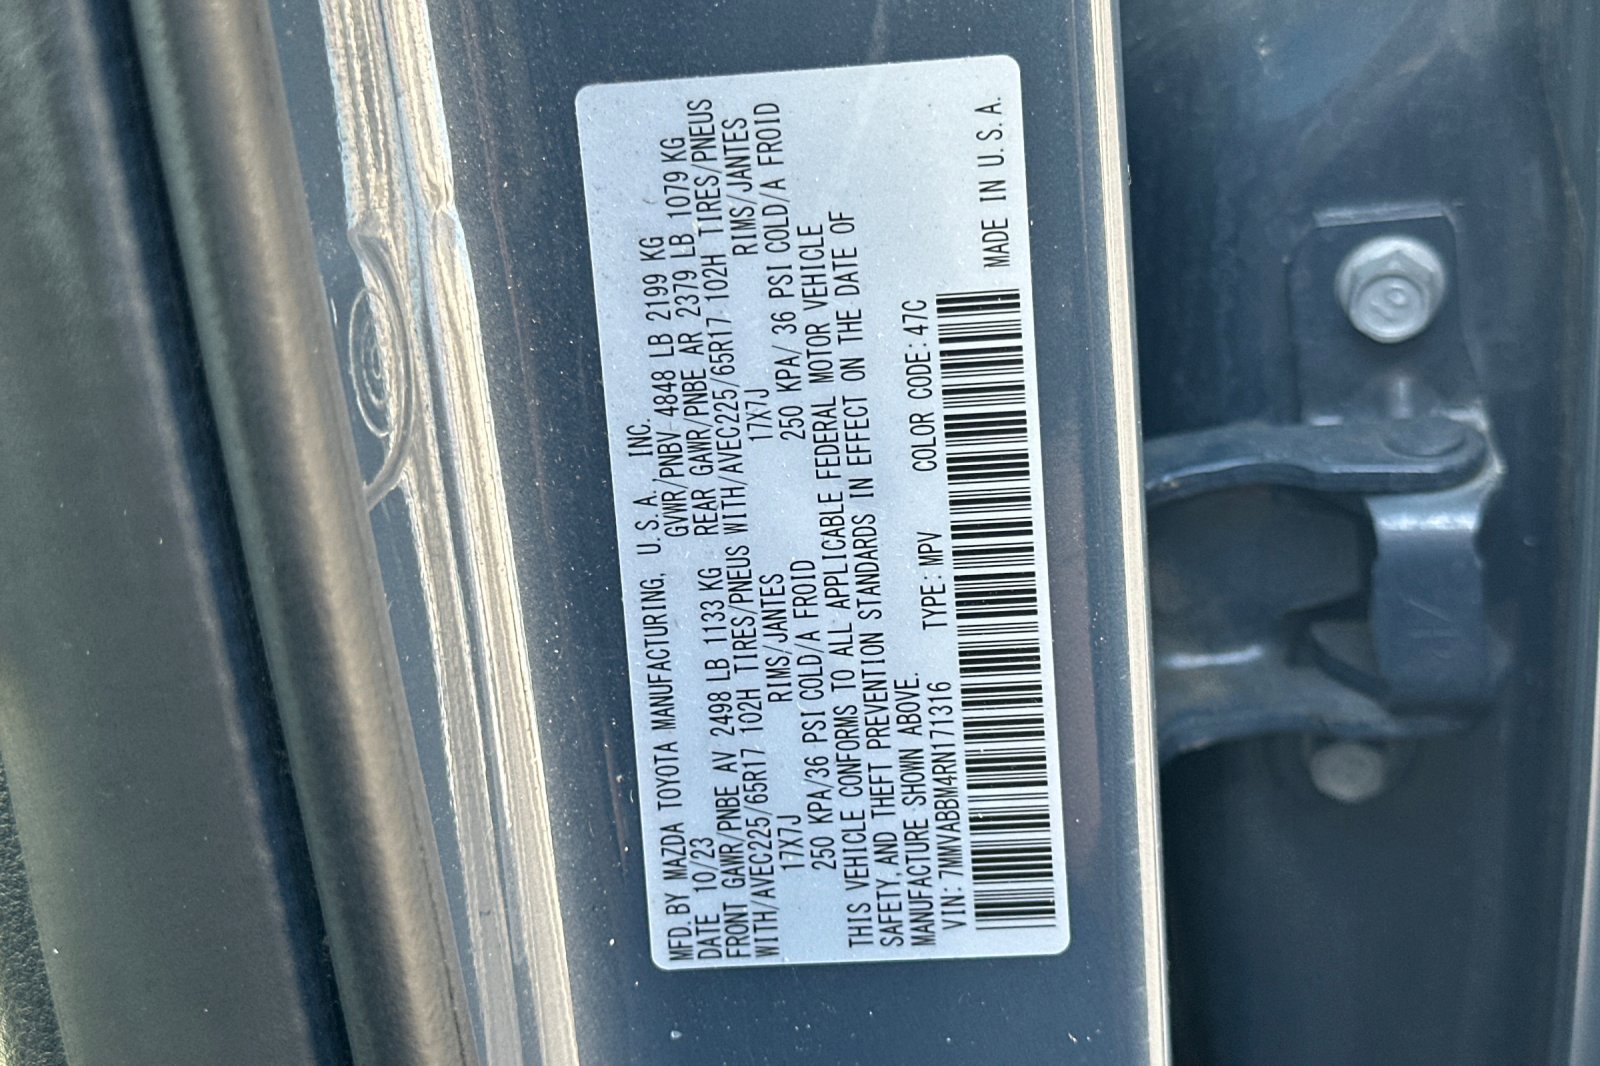 MFD. BY MAZDA TOYOTA MANUFACTURING, U.S.A. INC.
DATE 10/23 GVWR/PNBV 4848 LB 2199 KG
FRONT GAWR/PNBE AV 2498 LB 1133 KG REAR GAWR/PNBE AR 2379 LB 1079 KG
WITH/AVEC225/65R17 102H TIRES/PNEUS WITH/AVEC225/65R17 102H TIRES/PNEUS
17X7J RIMS/JANTES 17X7J RIMS/JANTES
250 KPA/36 PSI COLD/A FROID 250 KPA/ 36 PSI COLD/A FROID
THIS VEHICLE CONFORMS TO ALL APPLICABLE FEDERAL MOTOR VEHICLE
SAFETY, AND THEFT PREVENTION STANDARDS IN EFFECT ON THE DATE OF
MANUFACTURE SHOWN ABOVE.
VIN: 7MMVABBM4RN171316 TYPE: MPV COLOR CODE: 47C
MADE IN U.S.A.